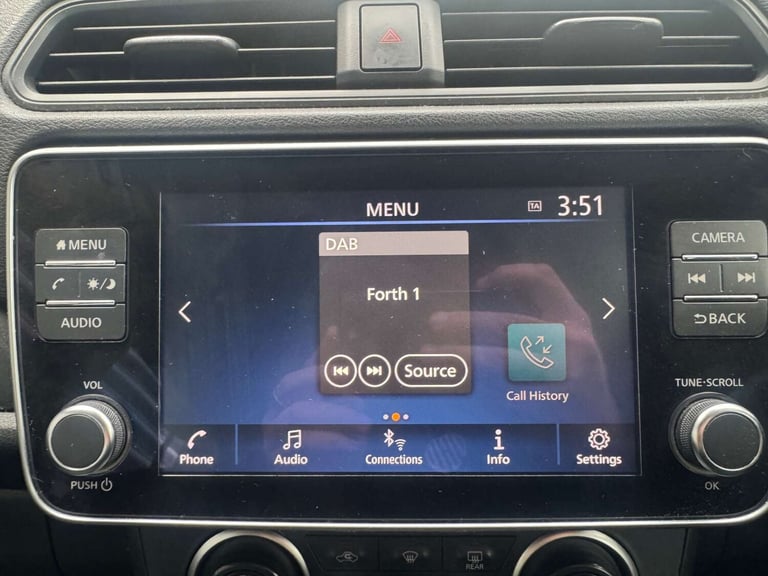 MENU
TA 3:51
MENU
CAMERA
DAB
Forth 1
AUDIO
BACK
Source
VOL
TUNE·SCROLL
Call History
Phone
Audio
Connections
Info
Settings
PUSH
OK
REAR